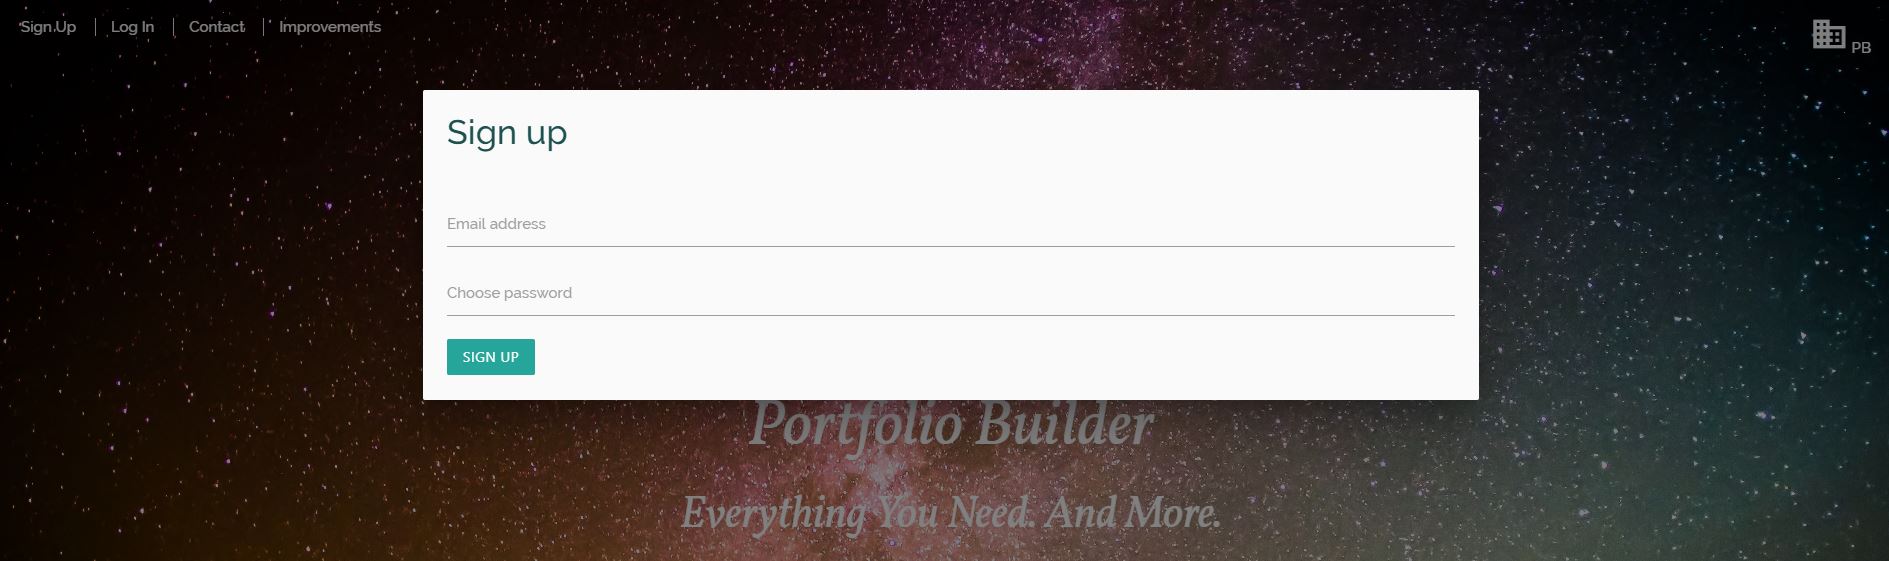 Sign Up
Log In
Contact
Improvements
PB
Sign up
Email address
Choose password
SIGN UP
Portfolio Builder
Everything You Need. And More.